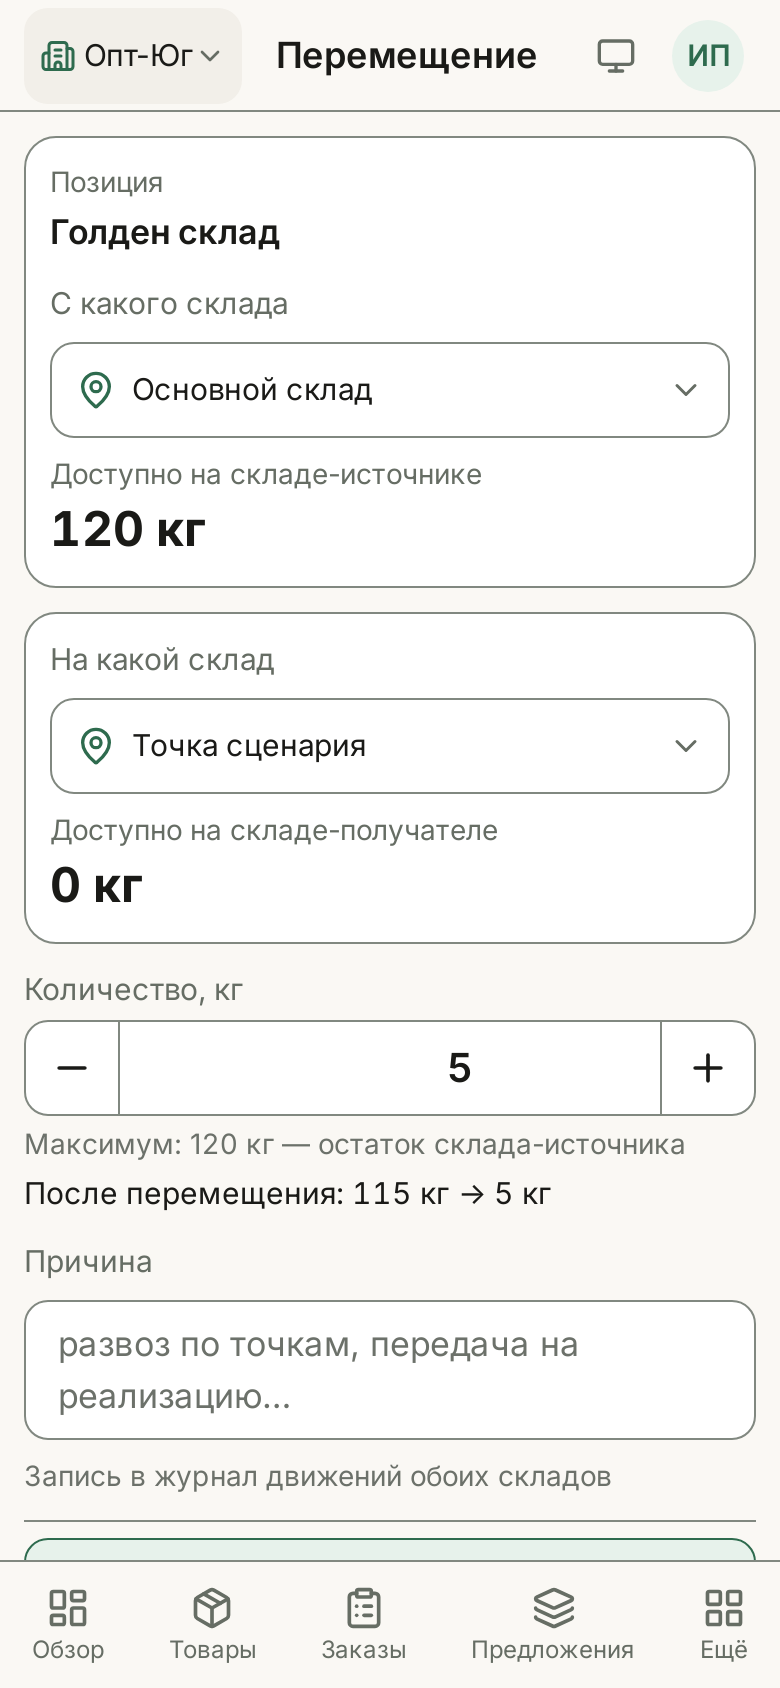 Опт-Юг
Перемещение
ИП
Позиция
Голден склад
С какого склада
Основной склад
Доступно на складе-источнике
120 кг
На какой склад
Точка сценария
Доступно на складе-получателе
0 кг
Количество, кг
− 5 +
Максимум: 120 кг — остаток склада-источника
После перемещения: 115 кг → 5 кг
Причина
развоз по точкам, передача на
реализацию...
Запись в журнал движений обоих складов
Обзор Товары Заказы Предложения Ещё